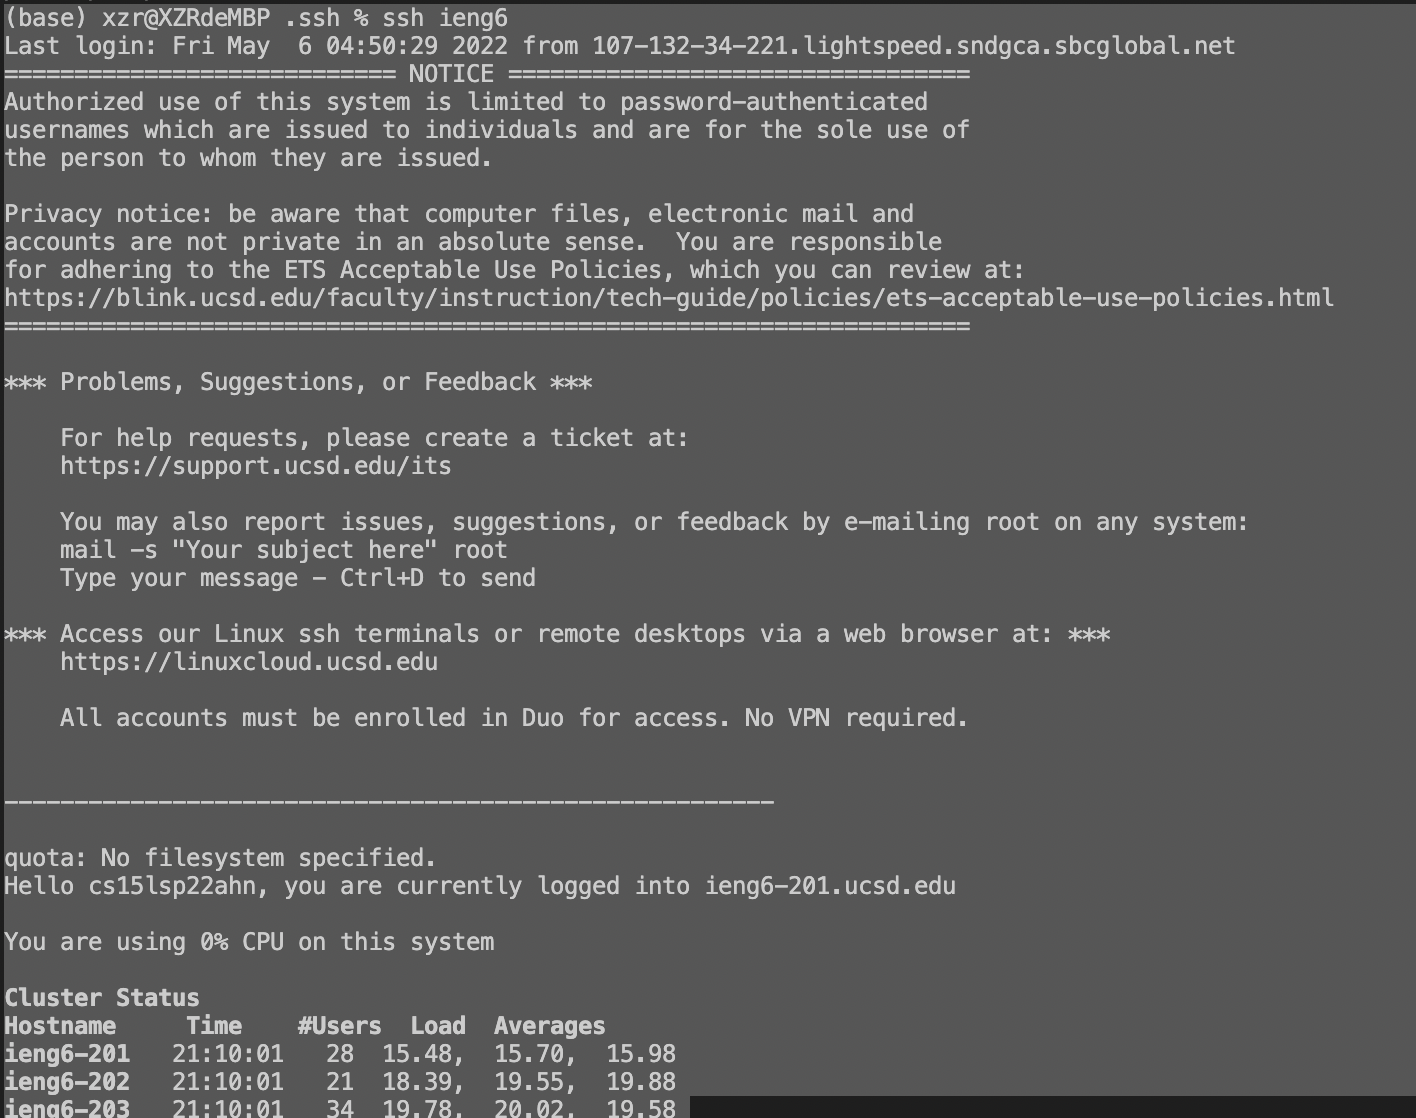 (base) xzr@XZRdeMBP .ssh % ssh ieng6
Last login: Fri May  6 04:50:29 2022 from 107-132-34-221.lightspeed.sndgca.sbcglobal.net
============================ NOTICE =================================
Authorized use of this system is limited to password-authenticated
usernames which are issued to individuals and are for the sole use of
the person to whom they are issued.

Privacy notice: be aware that computer files, electronic mail and
accounts are not private in an absolute sense.  You are responsible
for adhering to the ETS Acceptable Use Policies, which you can review at:
https://blink.ucsd.edu/faculty/instruction/tech-guide/policies/ets-acceptable-use-policies.html
=====================================================================

*** Problems, Suggestions, or Feedback ***

    For help requests, please create a ticket at:
    https://support.ucsd.edu/its

    You may also report issues, suggestions, or feedback by e-mailing root on any system:
    mail -s "Your subject here" root
    Type your message - Ctrl+D to send

*** Access our Linux ssh terminals or remote desktops via a web browser at: ***
    https://linuxcloud.ucsd.edu

    All accounts must be enrolled in Duo for access. No VPN required.


-------------------------------------------------------

quota: No filesystem specified.
Hello cs15lsp22ahn, you are currently logged into ieng6-201.ucsd.edu

You are using 0% CPU on this system

Cluster Status
Hostname     Time    #Users  Load  Averages
ieng6-201   21:10:01   28  15.48,  15.70,  15.98
ieng6-202   21:10:01   21  18.39,  19.55,  19.88
ieng6-203   21:10:01   34  19.78,  20.02,  19.58